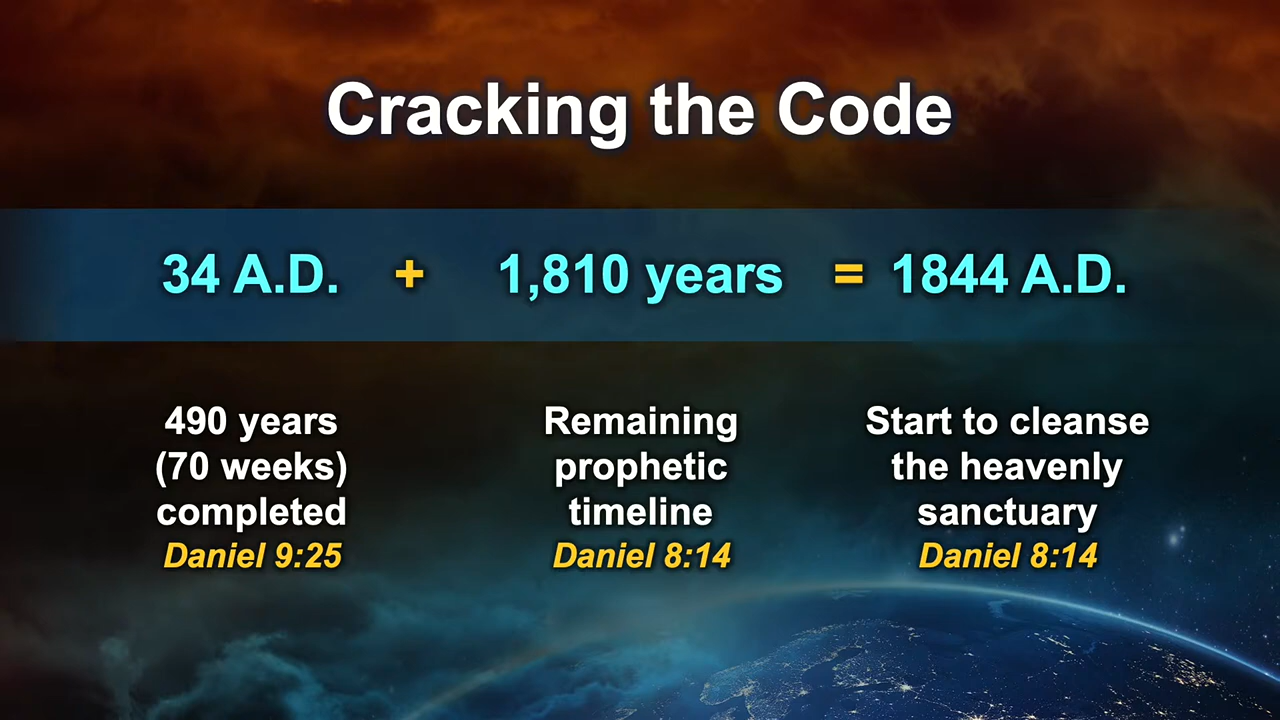 Cracking the Code
34 A.D. + 1,810 years = 1844 A.D.
490 years
(70 weeks)
completed
Daniel 9:25
Remaining
prophetic
timeline
Daniel 8:14
Start to cleanse
the heavenly
sanctuary
Daniel 8:14